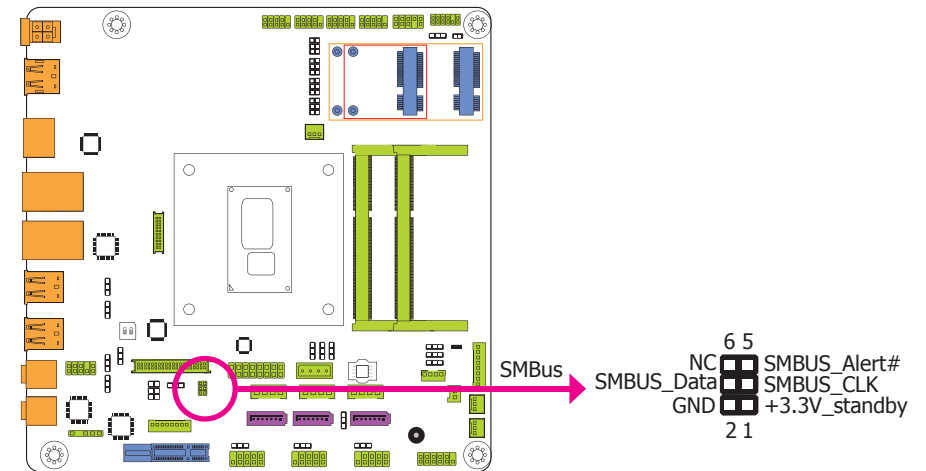 SMBus
6 5
NC SMBUS_Alert#
SMBUS_Data SMBUS_CLK
GND +3.3V_standby
2 1